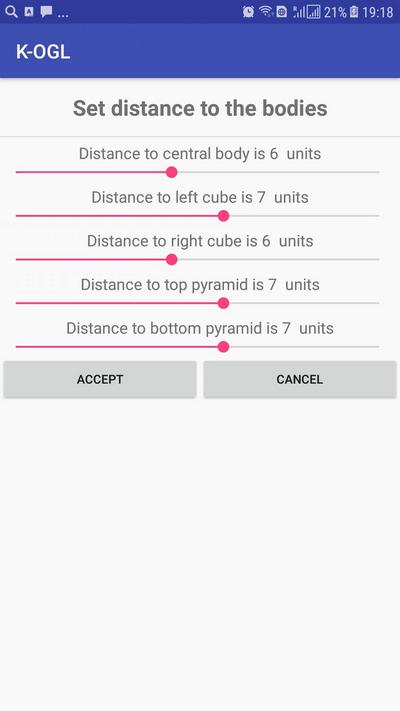 ... 21% 19:18
K-OGL
Set distance to the bodies
Distance to central body is 6  units
Distance to left cube is 7  units
Distance to right cube is 6  units
Distance to top pyramid is 7  units
Distance to bottom pyramid is 7  units
ACCEPT CANCEL